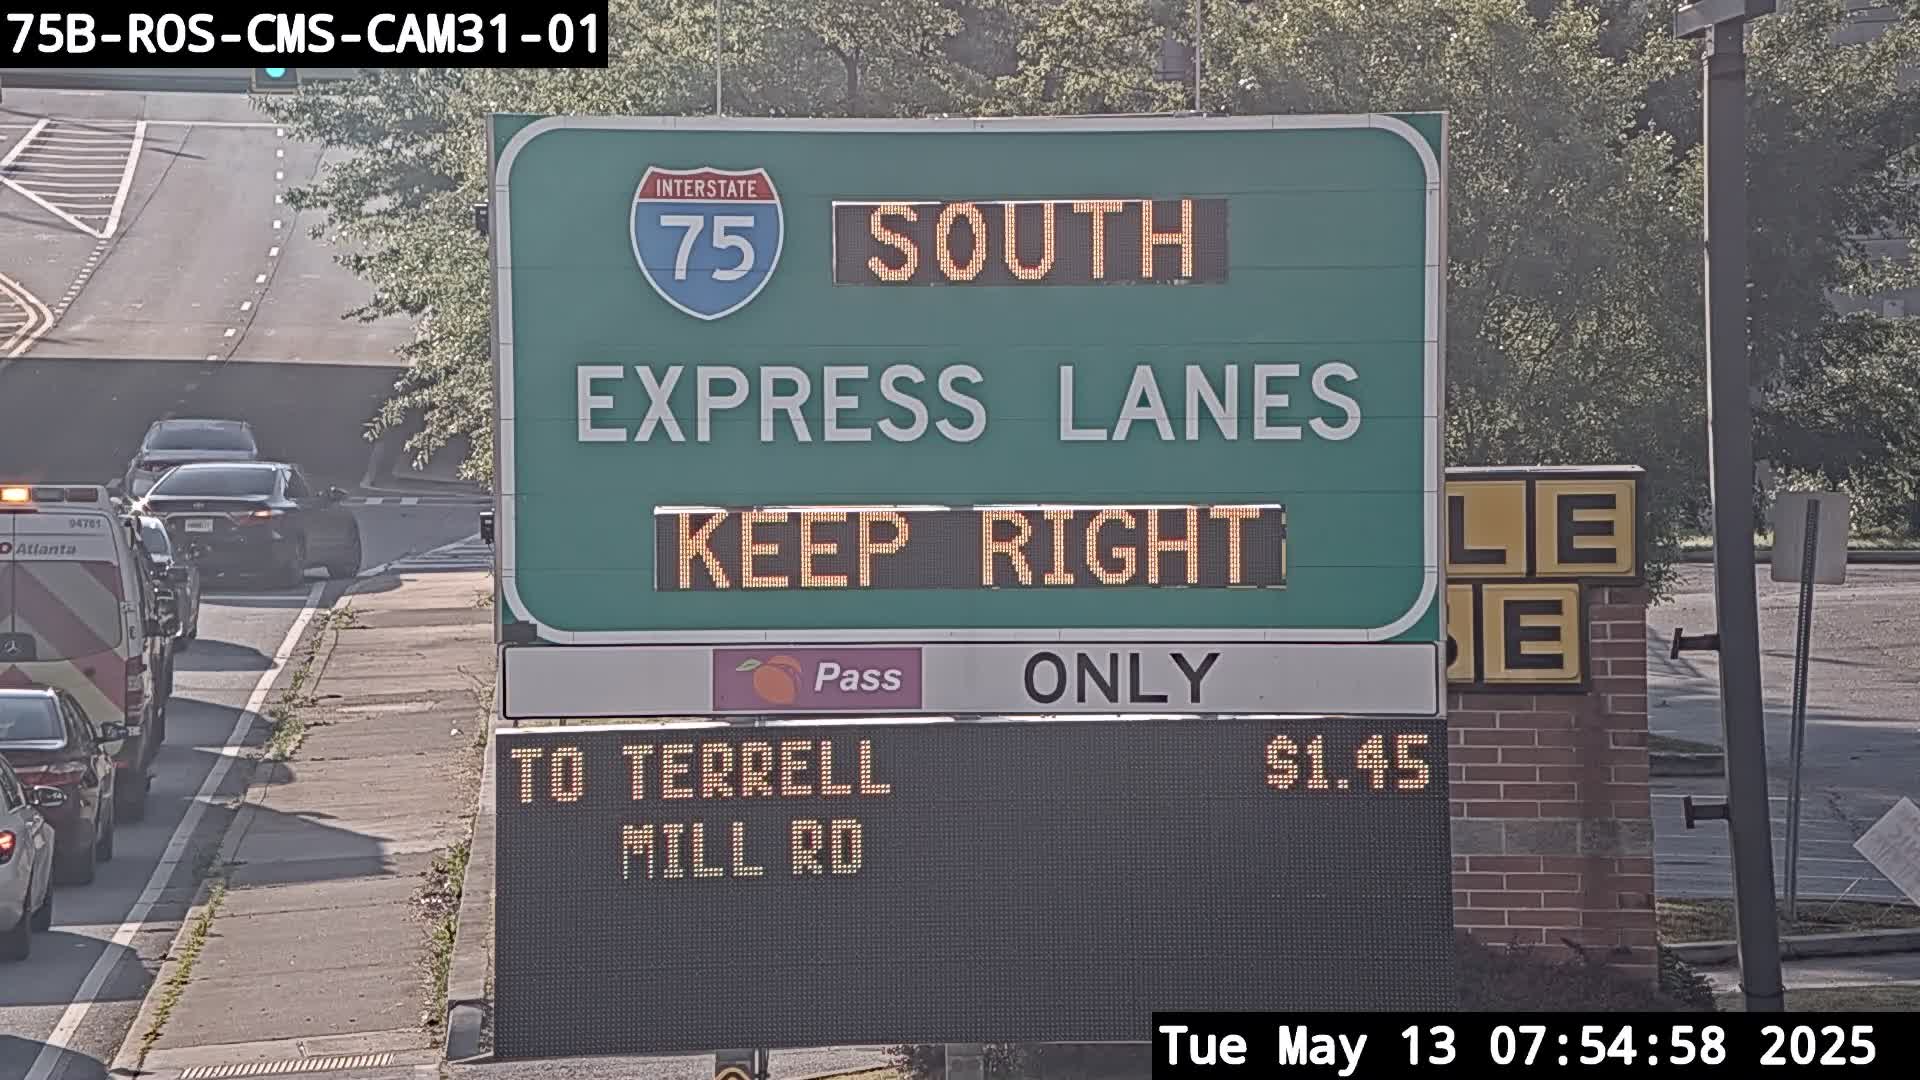 75B-ROS-CMS-CAM31-01
INTERSTATE
75
SOUTH
EXPRESS LANES
KEEP RIGHT
Pass ONLY
TO TERRELL $1.45
MILL RD
94761
Atlanta
LE
E
Tue May 13 07:54:58 2025